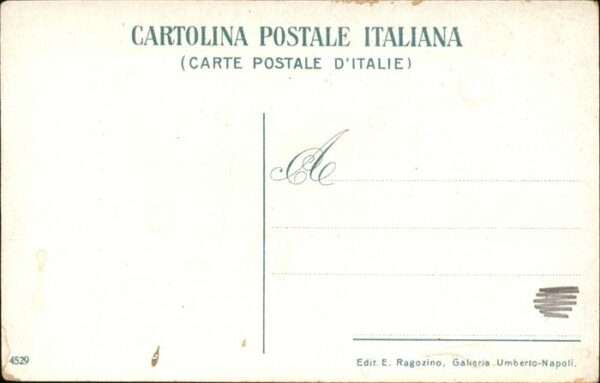 CARTOLINA POSTALE ITALIANA
(CARTE POSTALE D'ITALIE)
A
4529
Edit. E. Ragozino, Galleria Umberto-Napoli.